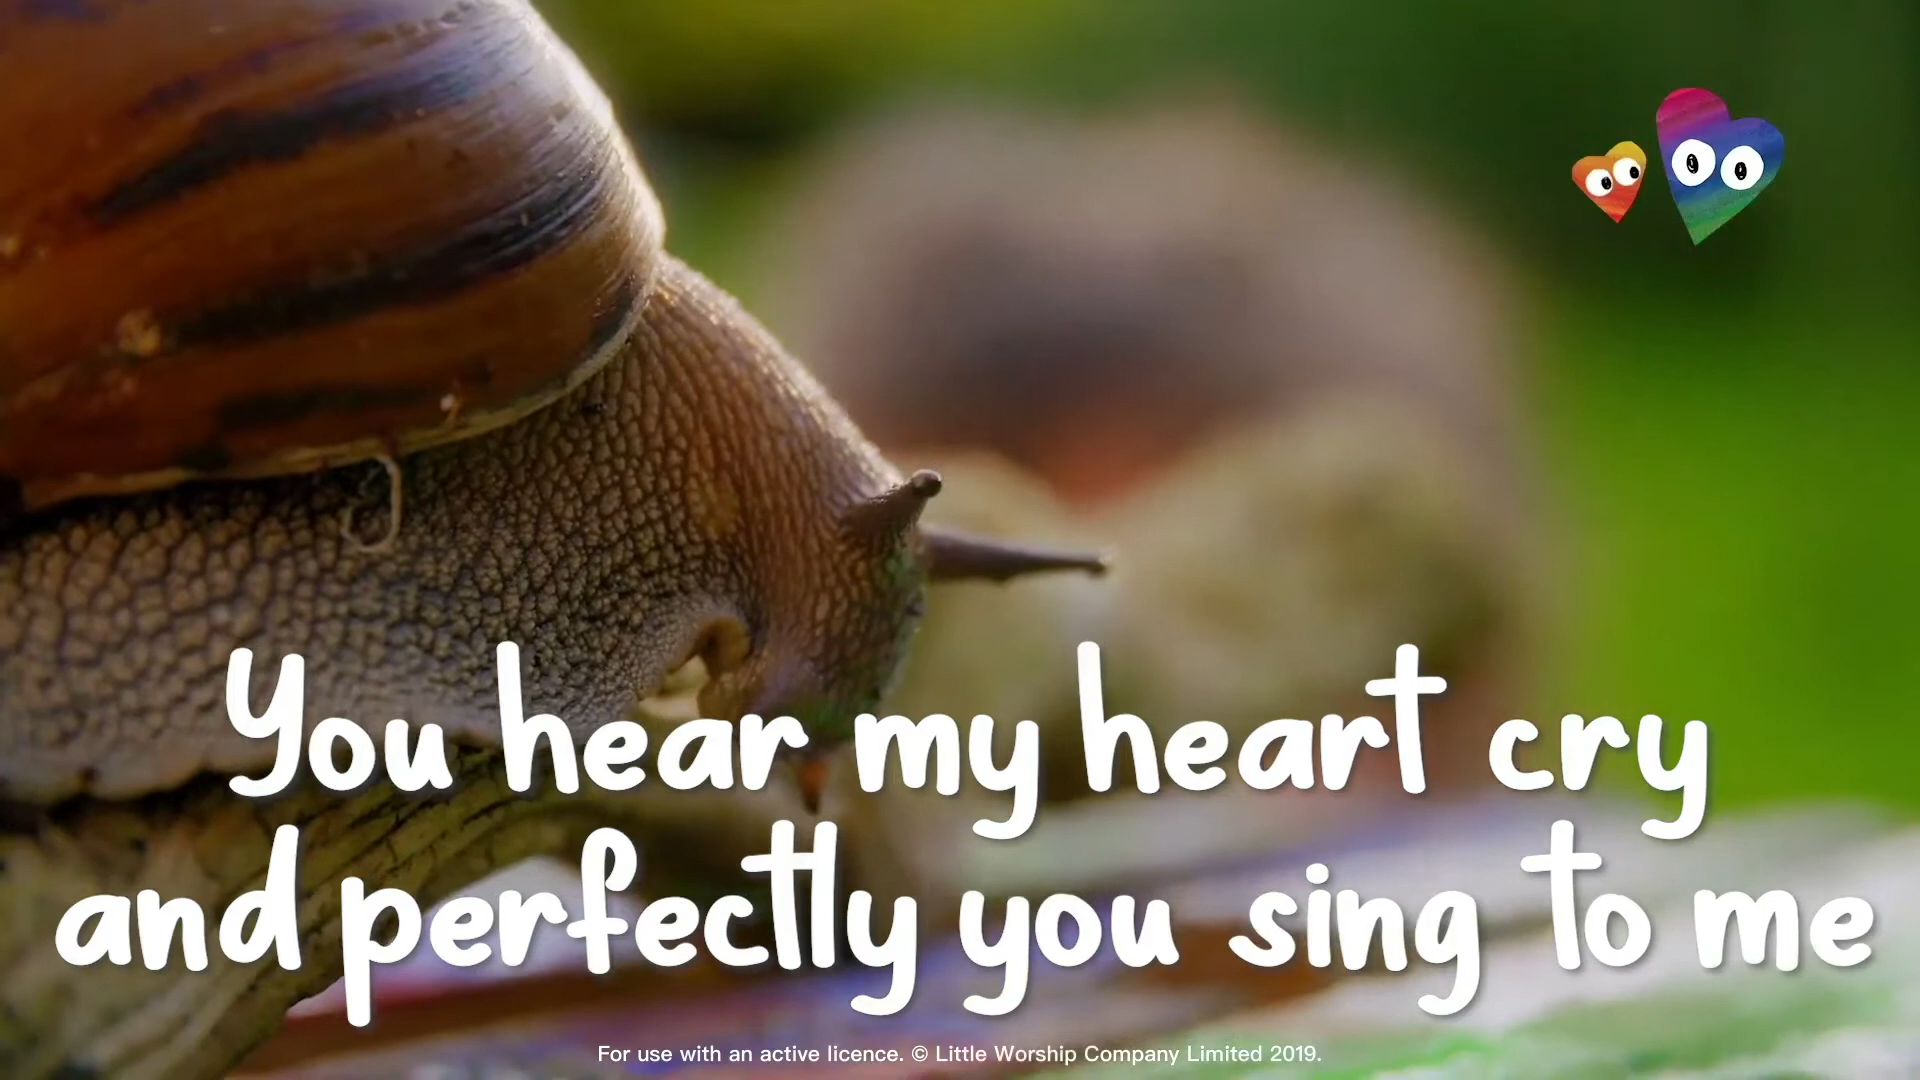 You hear my heart cry
and perfectly you sing to me
For use with an active licence. © Little Worship Company Limited 2019.